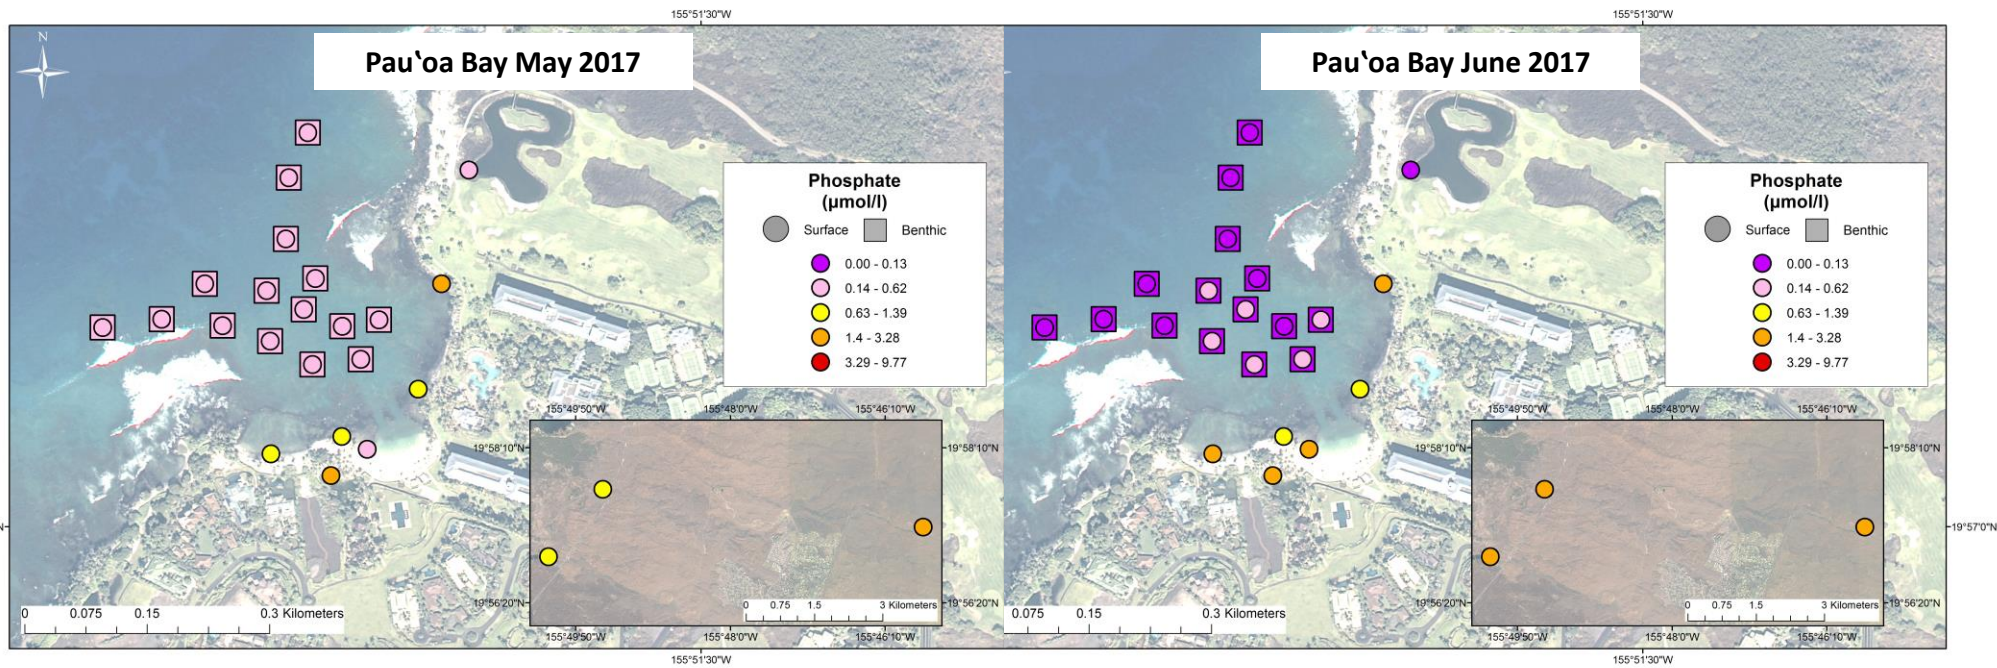 155°51'30"W
155°51'30"W
N
Pauʻoa Bay May 2017
Pauʻoa Bay June 2017
Phosphate
(µmol/l)
Surface
Benthic
0.00 - 0.13
0.14 - 0.62
0.63 - 1.39
1.4 - 3.28
3.29 - 9.77
Phosphate
(µmol/l)
Surface
Benthic
0.00 - 0.13
0.14 - 0.62
0.63 - 1.39
1.4 - 3.28
3.29 - 9.77
155°49'50"W
155°48'0"W
155°46'10"W
155°49'50"W
155°48'0"W
155°46'10"W
19°58'10"N
19°58'10"N
19°58'10"N
19°58'10"N
N
19°57'0"N
19°56'20"N
19°56'20"N
19°56'20"N
19°56'20"N
0 0.075 0.15 0.3 Kilometers
0 0.75 1.5 3 Kilometers
0.075 0.15 0.3 Kilometers
0 0.75 1.5 3 Kilometers
155°49'50"W
155°48'0"W
155°46'10"W
155°49'50"W
155°48'0"W
155°46'10"W
155°51'30"W
155°51'30"W